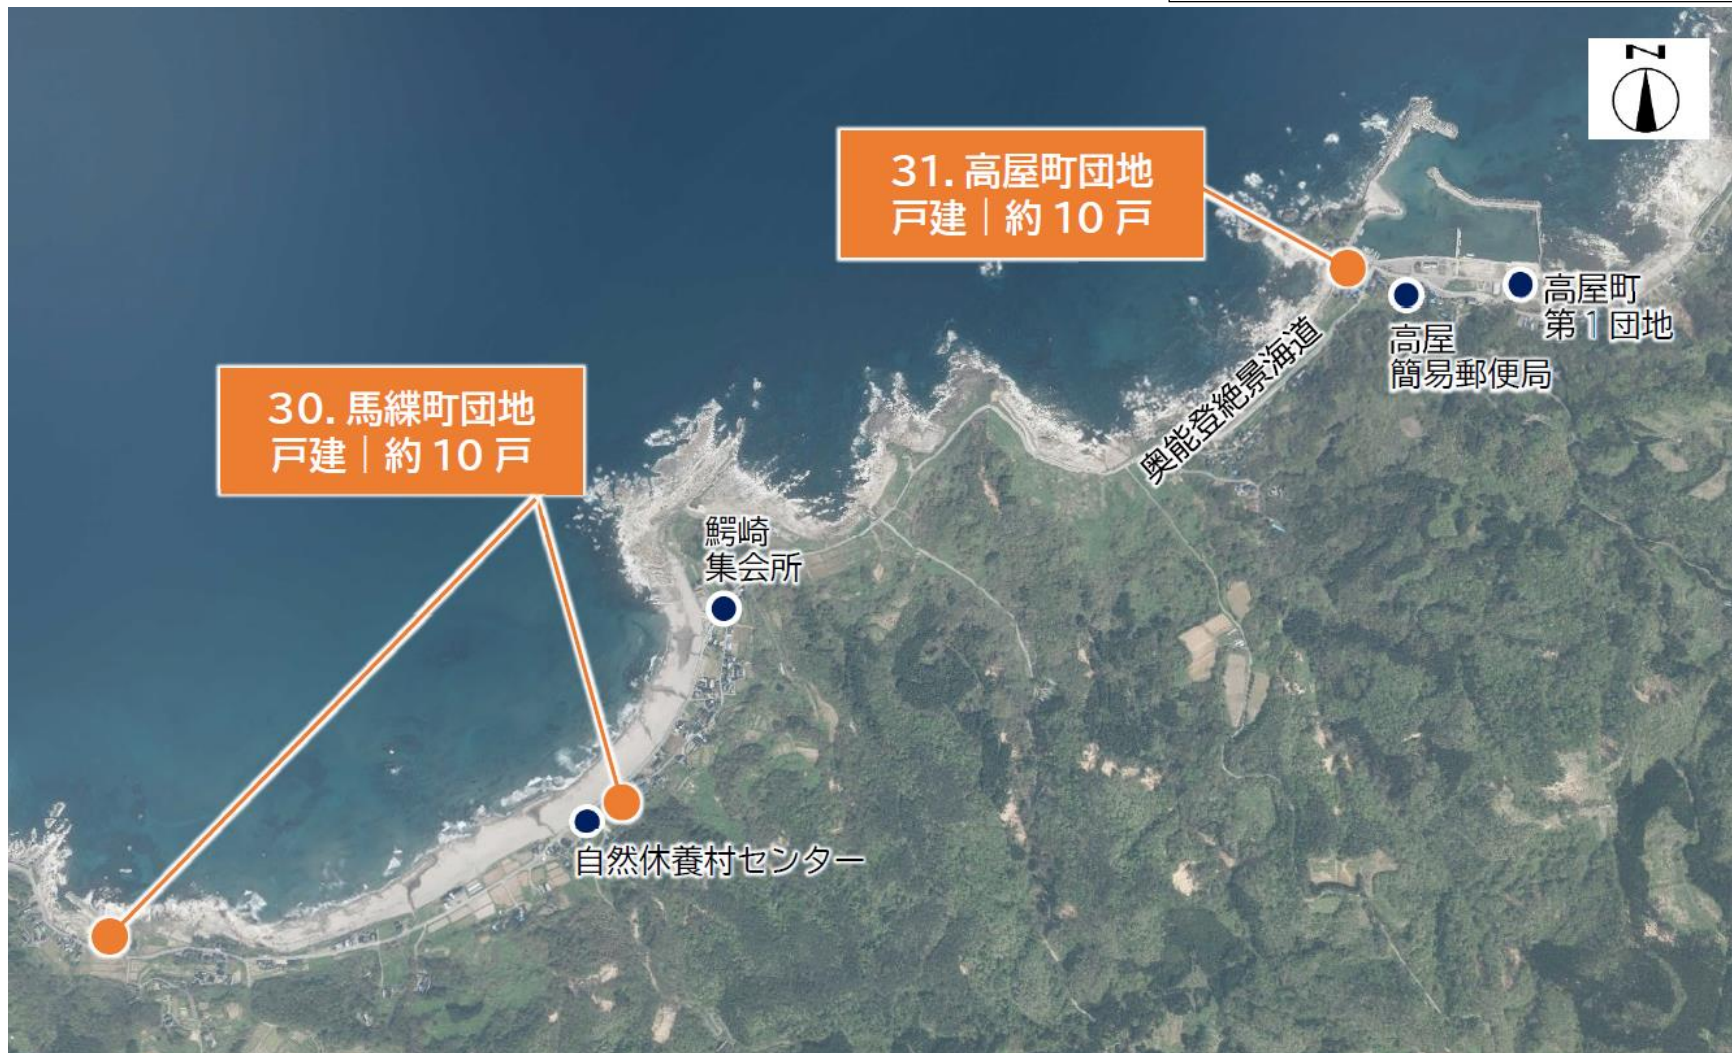 N
31. 高屋町団地
戸建｜約 10 戸
高屋町
第１団地
高屋
簡易郵便局
奥能登絶景海道
30. 馬緤町団地
戸建｜約 10 戸
鰐崎
集会所
自然休養村センター